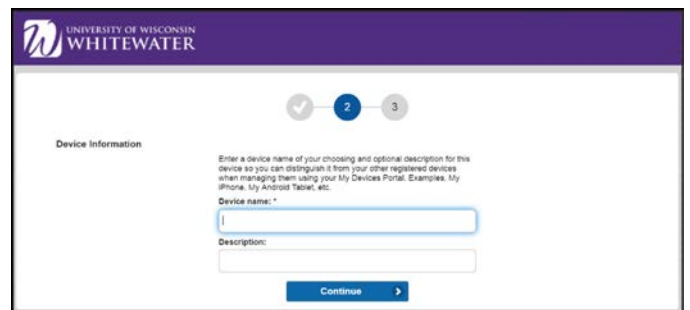 UNIVERSITY OF WISCONSIN
WHITEWATER
2
3
Device Information
Enter a device name of your choosing and optional description for this
device so you can distinguish it from your other registered devices
when managing them using your My Devices Portal. Examples, My
iPhone, My Android Tablet, etc.
Device name: *
Description:
Continue